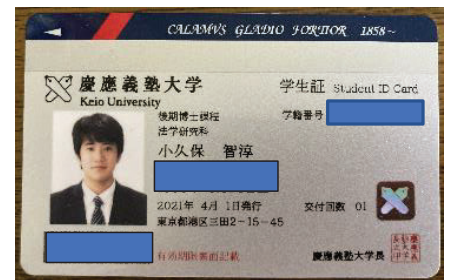 CALAMVS GLADIO FORTIOR 1858~
慶應義塾大学
Keio University
学生証 Student ID Card
後期博士課程
学籍番号
法学研究科
小久保 智淳
2021年 4月 1日発行
交付回数 01
東京都港区三田2-15-45
有効期限裏面記載
慶應義塾大学長